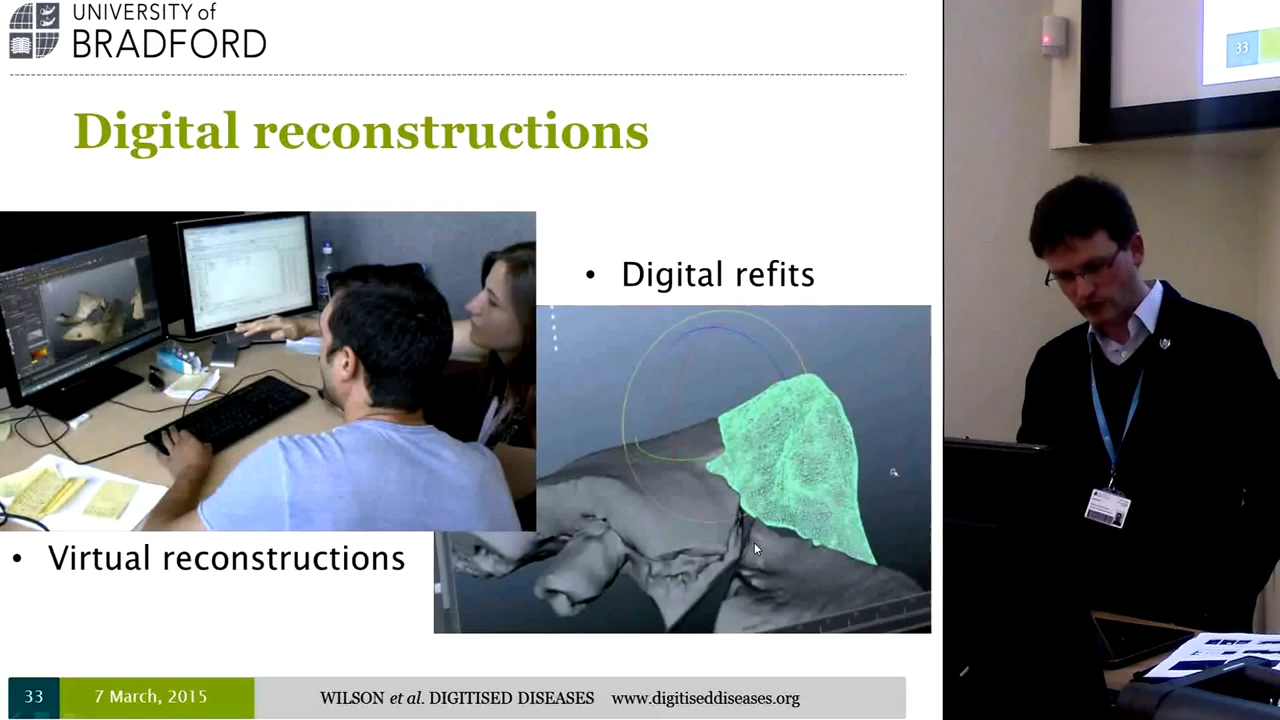 UNIVERSITY of
BRADFORD
33
Digital reconstructions
• Digital refits
• Virtual reconstructions
33 7 March, 2015 WILSON et al. DIGITISED DISEASES www.digitiseddiseases.org